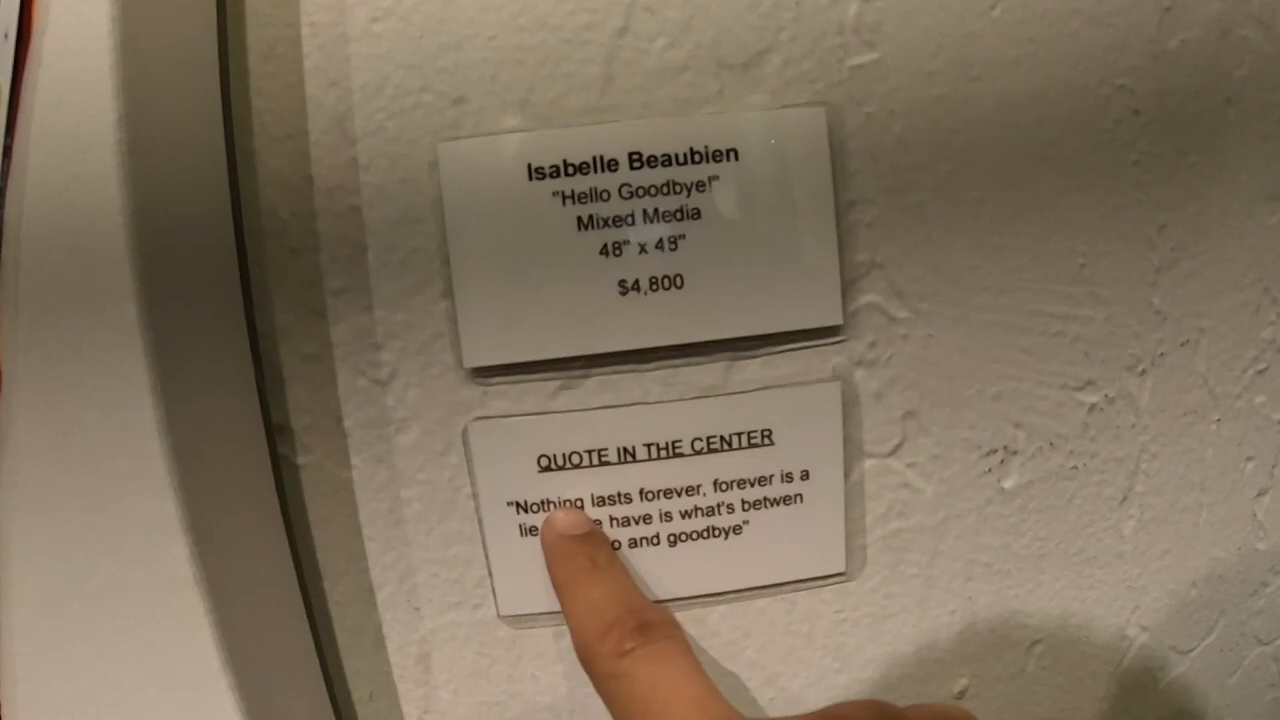 Isabelle Beaubien
"Hello Goodbye!"
Mixed Media
48" x 48"
$4,800
QUOTE IN THE CENTER
"Nothing lasts forever, forever is a
lie have is what's betwen
and goodbye"